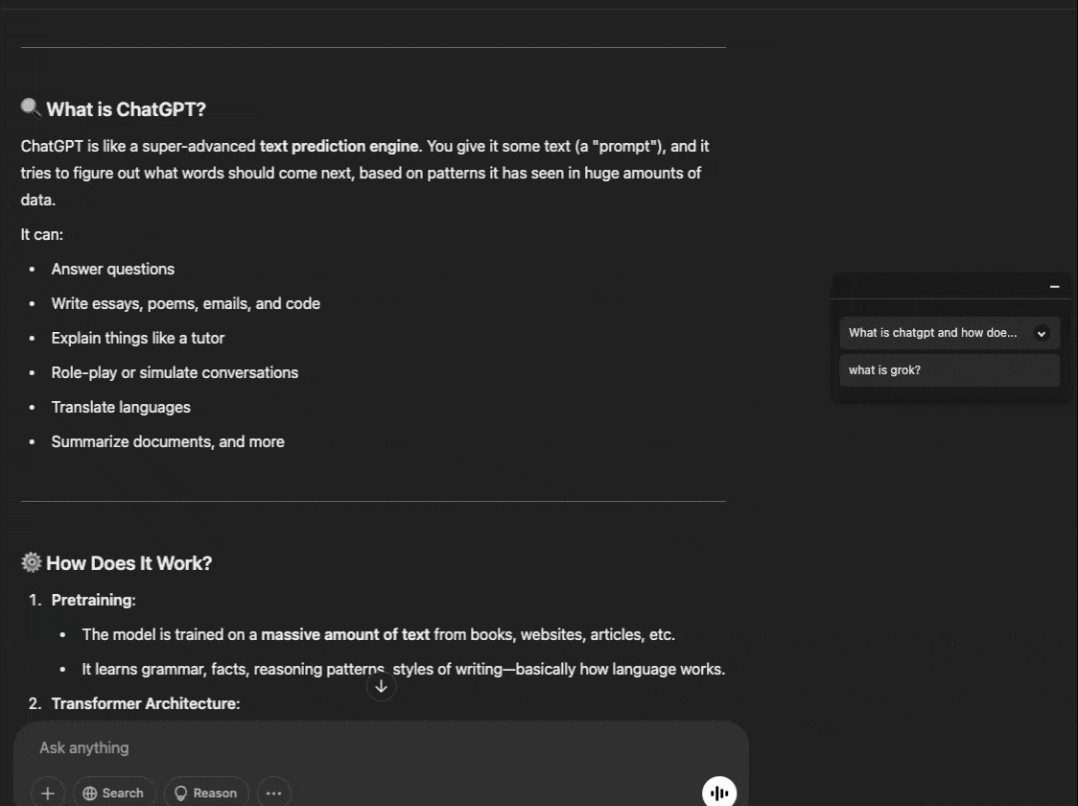 🔍 What is ChatGPT?
ChatGPT is like a super-advanced text prediction engine. You give it some text (a "prompt"), and it
tries to figure out what words should come next, based on patterns it has seen in huge amounts of
data.
It can:
• Answer questions
• Write essays, poems, emails, and code
• Explain things like a tutor
• Role-play or simulate conversations
• Translate languages
• Summarize documents, and more
⚙️ How Does It Work?
1. Pretraining:
• The model is trained on a massive amount of text from books, websites, articles, etc.
• It learns grammar, facts, reasoning patterns, styles of writing—basically how language works.
2. Transformer Architecture:
Ask anything
Search
Reason
What is chatgpt and how doe...
what is grok?